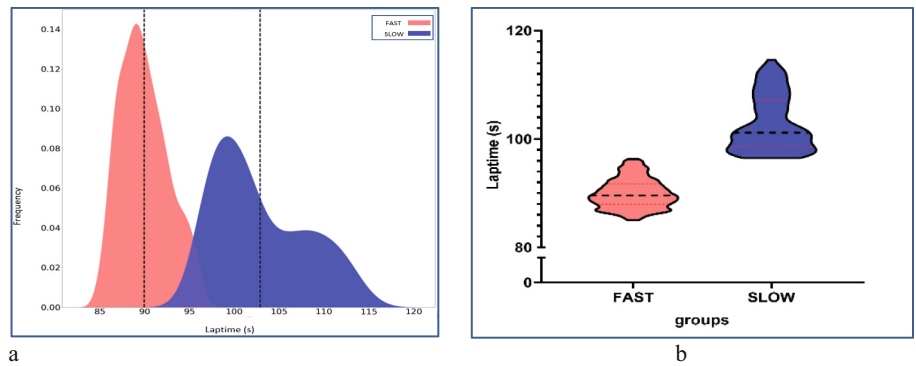 0.14
0.12
0.10
0.08
0.06
0.04
0.02
0.00
Frequency
FAST
SLOW
85 90 95 100 105 110 115 120
Laptime (s)
a
120
100
80
0
Laptime (s)
FAST SLOW
groups
b